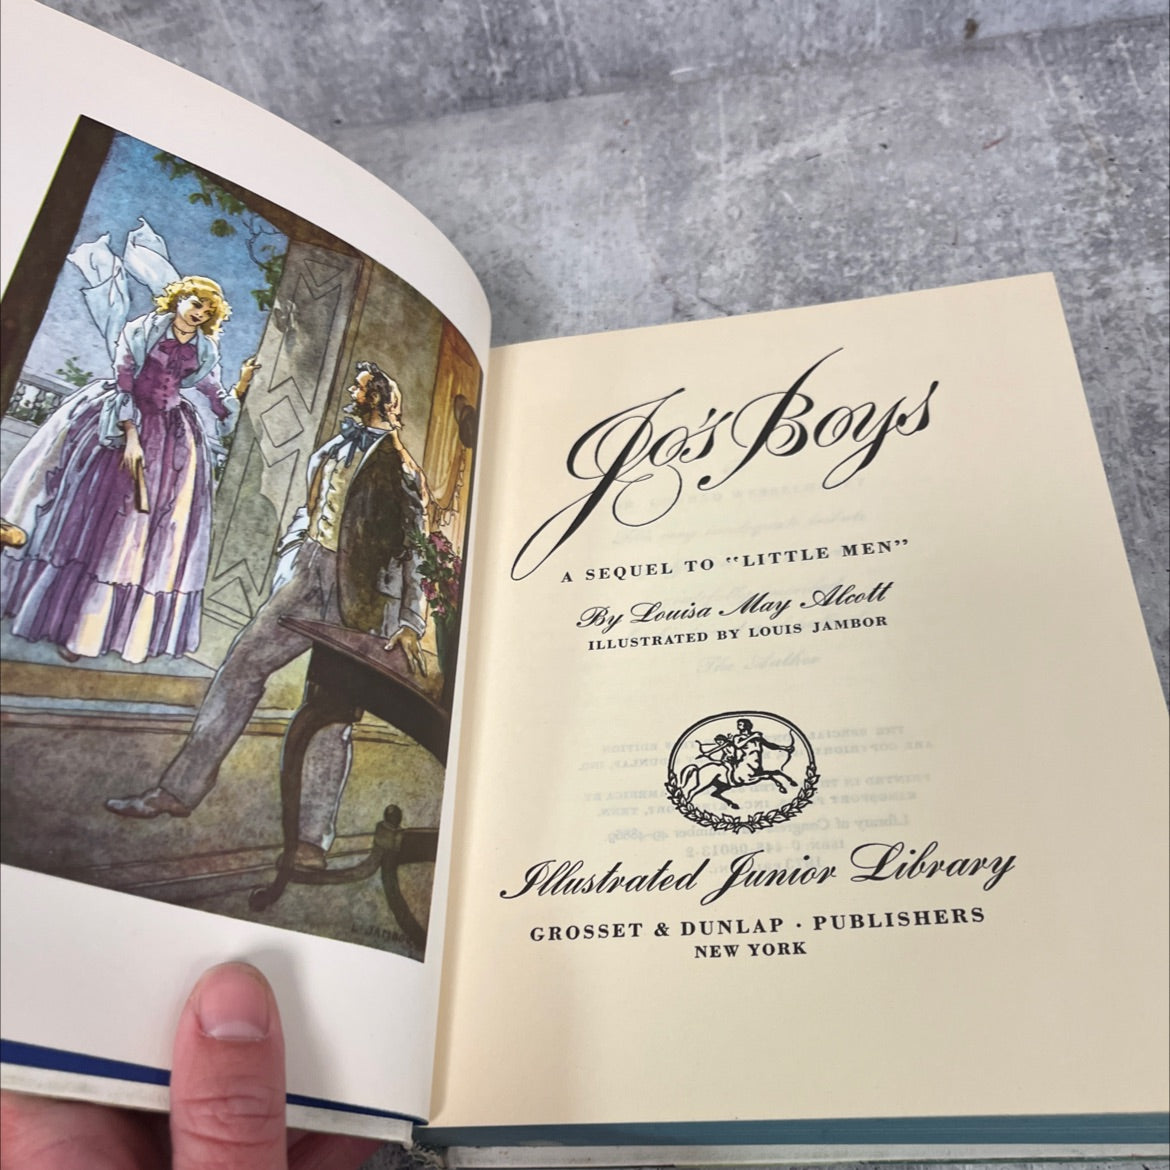 Jo's Boys
A SEQUEL TO "LITTLE MEN"
By Louisa May Alcott
ILLUSTRATED BY LOUIS JAMBOR
Illustrated Junior Library
GROSSET & DUNLAP · PUBLISHERS
NEW YORK
L. JAMBOR